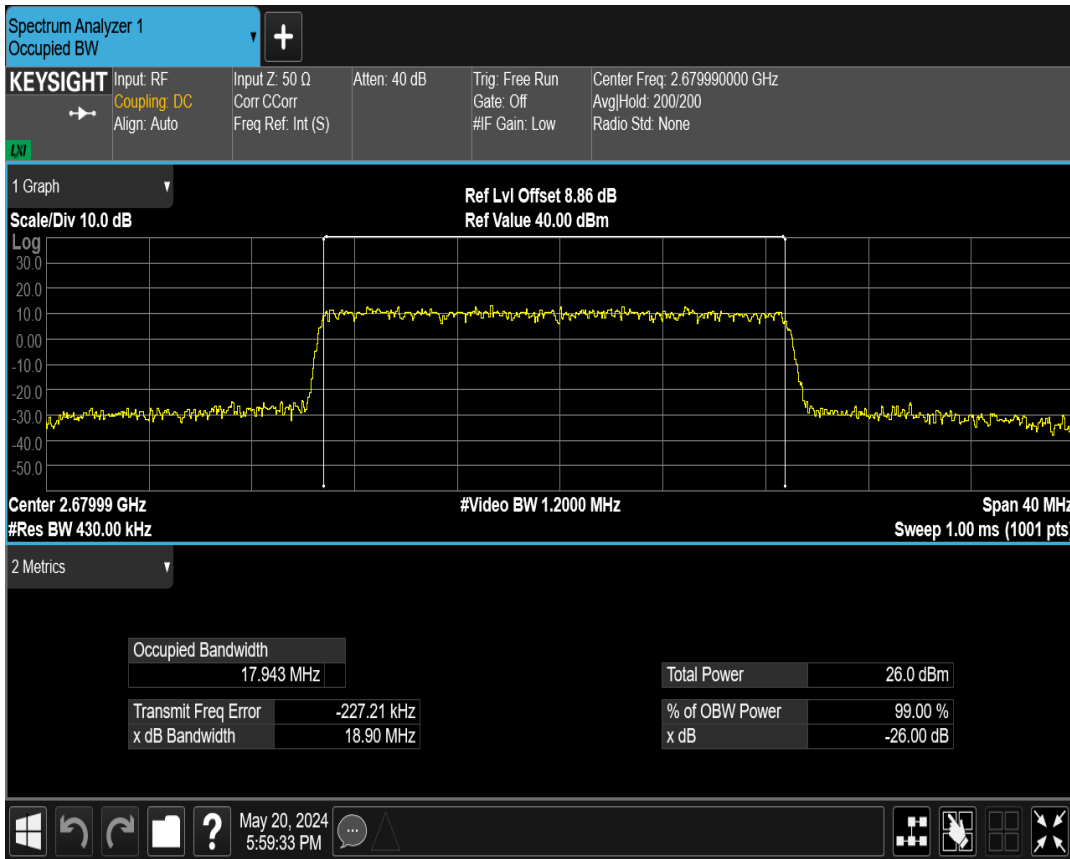 Spectrum Analyzer 1
Occupied BW
+
KEYSIGHT
LXI
Input: RF
Coupling: DC
Align: Auto
Input Z: 50 Ω
Corr CCorr
Freq Ref: Int (S)
Atten: 40 dB
Trig: Free Run
Gate: Off
#IF Gain: Low
Center Freq: 2.679990000 GHz
Avg|Hold: 200/200
Radio Std: None
1 Graph
Scale/Div 10.0 dB
Ref Lvl Offset 8.86 dB
Ref Value 40.00 dBm
Log
30.0
20.0
10.0
0.00
-10.0
-20.0
-30.0
-40.0
-50.0
Center 2.67999 GHz
#Video BW 1.2000 MHz
Span 40 MHz
#Res BW 430.00 kHz
Sweep 1.00 ms (1001 pts)
2 Metrics
Occupied Bandwidth
17.943 MHz
Transmit Freq Error -227.21 kHz
x dB Bandwidth 18.90 MHz
Total Power 26.0 dBm
% of OBW Power 99.00 %
x dB -26.00 dB
?
May 20, 2024
5:59:33 PM